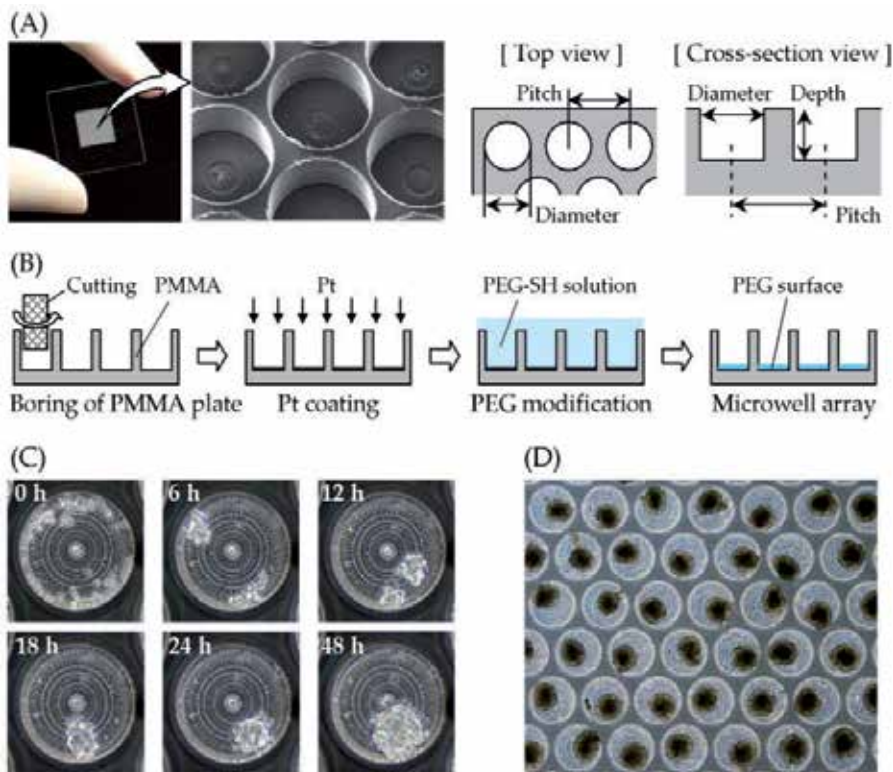 (A)
[ Top view ]
[ Cross-section view ]
Pitch
Diameter
Depth
Diameter
Pitch
(B)
Cutting
PMMA
Pt
PEG-SH solution
PEG surface
Boring of PMMA plate
Pt coating
PEG modification
Microwell array
(C)
(D)
0 h
6 h
12 h
18 h
24 h
48 h